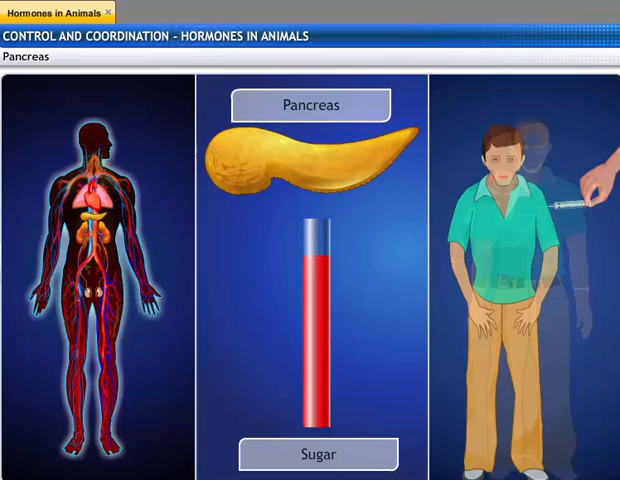 Hormones in Animals
CONTROL AND COORDINATION - HORMONES IN ANIMALS
Pancreas
Pancreas
Sugar